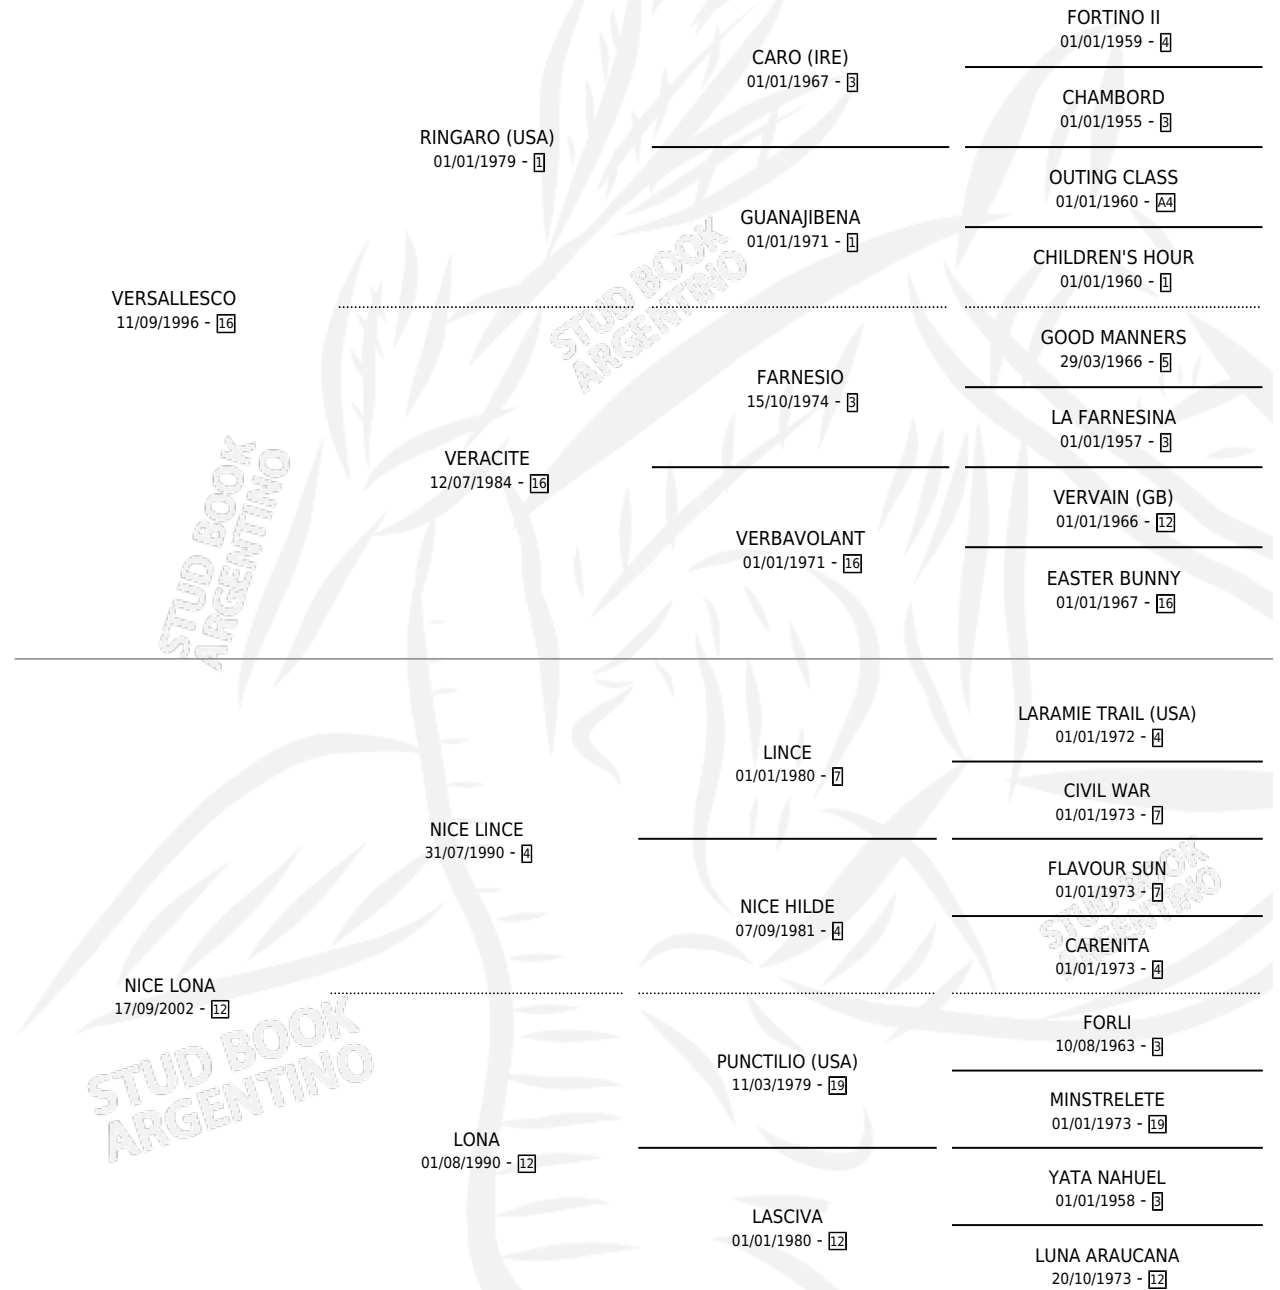 FORTINO II
01/01/1959 - 4
CARO (IRE)
01/01/1967 - 3
CHAMBORD
01/01/1955 - 3
RINGARO (USA)
01/01/1979 - 1
OUTING CLASS
01/01/1960 - A4
GUANAJIBENA
01/01/1971 - 1
CHILDREN'S HOUR
01/01/1960 - 1
VERSALLESCO
11/09/1996 - 16
STUD BOOK
ARGENTINO
GOOD MANNERS
29/03/1966 - 5
FARNESIO
15/10/1974 - 3
LA FARNESINA
01/01/1957 - 3
VERACITE
12/07/1984 - 16
VERVAIN (GB)
01/01/1966 - 12
VERBAVOLANT
01/01/1971 - 16
EASTER BUNNY
01/01/1967 - 16
STUD BOOK
ARGENTINO
LARAMIE TRAIL (USA)
01/01/1972 - 4
LINCE
01/01/1980 - 7
CIVIL WAR
01/01/1973 - 7
NICE LINCE
31/07/1990 - 4
FLAVOUR SUN
01/01/1973 - 7
NICE HILDE
07/09/1981 - 4
STUD BOOK
ARGENTINO
CARENITA
01/01/1973 - 4
NICE LONA
17/09/2002 - 12
FORLI
10/08/1963 - 3
STUD BOOK
ARGENTINO
PUNCTILIO (USA)
11/03/1979 - 19
MINSTRELETE
01/01/1973 - 19
LONA
01/08/1990 - 12
YATA NAHUEL
01/01/1958 - 3
LASCIVA
01/01/1980 - 12
LUNA ARAUCANA
20/10/1973 - 12